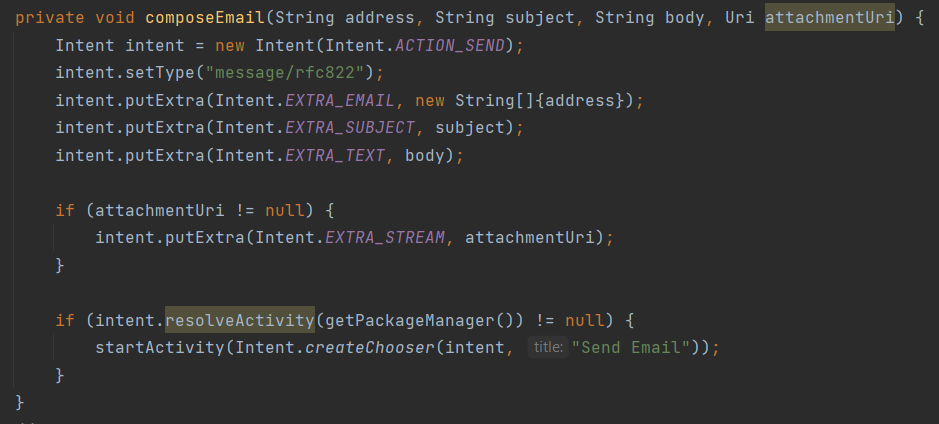 private void composeEmail(String address, String subject, String body, Uri attachmentUri) {
    Intent intent = new Intent(Intent.ACTION_SEND);
    intent.setType("message/rfc822");
    intent.putExtra(Intent.EXTRA_EMAIL, new String[]{address});
    intent.putExtra(Intent.EXTRA_SUBJECT, subject);
    intent.putExtra(Intent.EXTRA_TEXT, body);

    if (attachmentUri != null) {
        intent.putExtra(Intent.EXTRA_STREAM, attachmentUri);
    }

    if (intent.resolveActivity(getPackageManager()) != null) {
        startActivity(Intent.createChooser(intent, title: "Send Email"));
    }
}